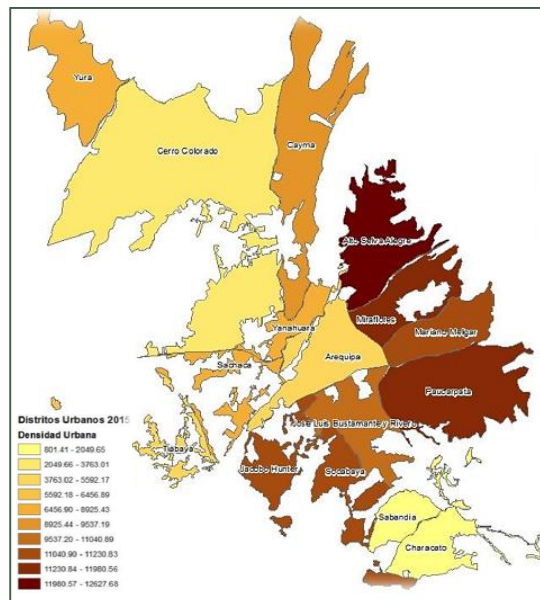 Yura
Cerro Colorado
Cayma
Alto Selva Alegre
Miraflores
Mariano Melgar
Yanahuara
Arequipa
Sachaca
Paucarpata
Jose Luis Bustamante y Rivero
Tiabaya
Jacobo Hunter
Socabaya
Sabandía
Characato
Distritos Urbanos 2015
Densidad Urbana
801.41 - 2049.65
2049.66 - 3763.01
3763.02 - 5592.17
5592.18 - 6456.89
6456.90 - 8925.43
8925.44 - 9537.19
9537.20 - 11040.89
11040.90 - 11230.83
11230.84 - 11980.56
11980.57 - 12627.68